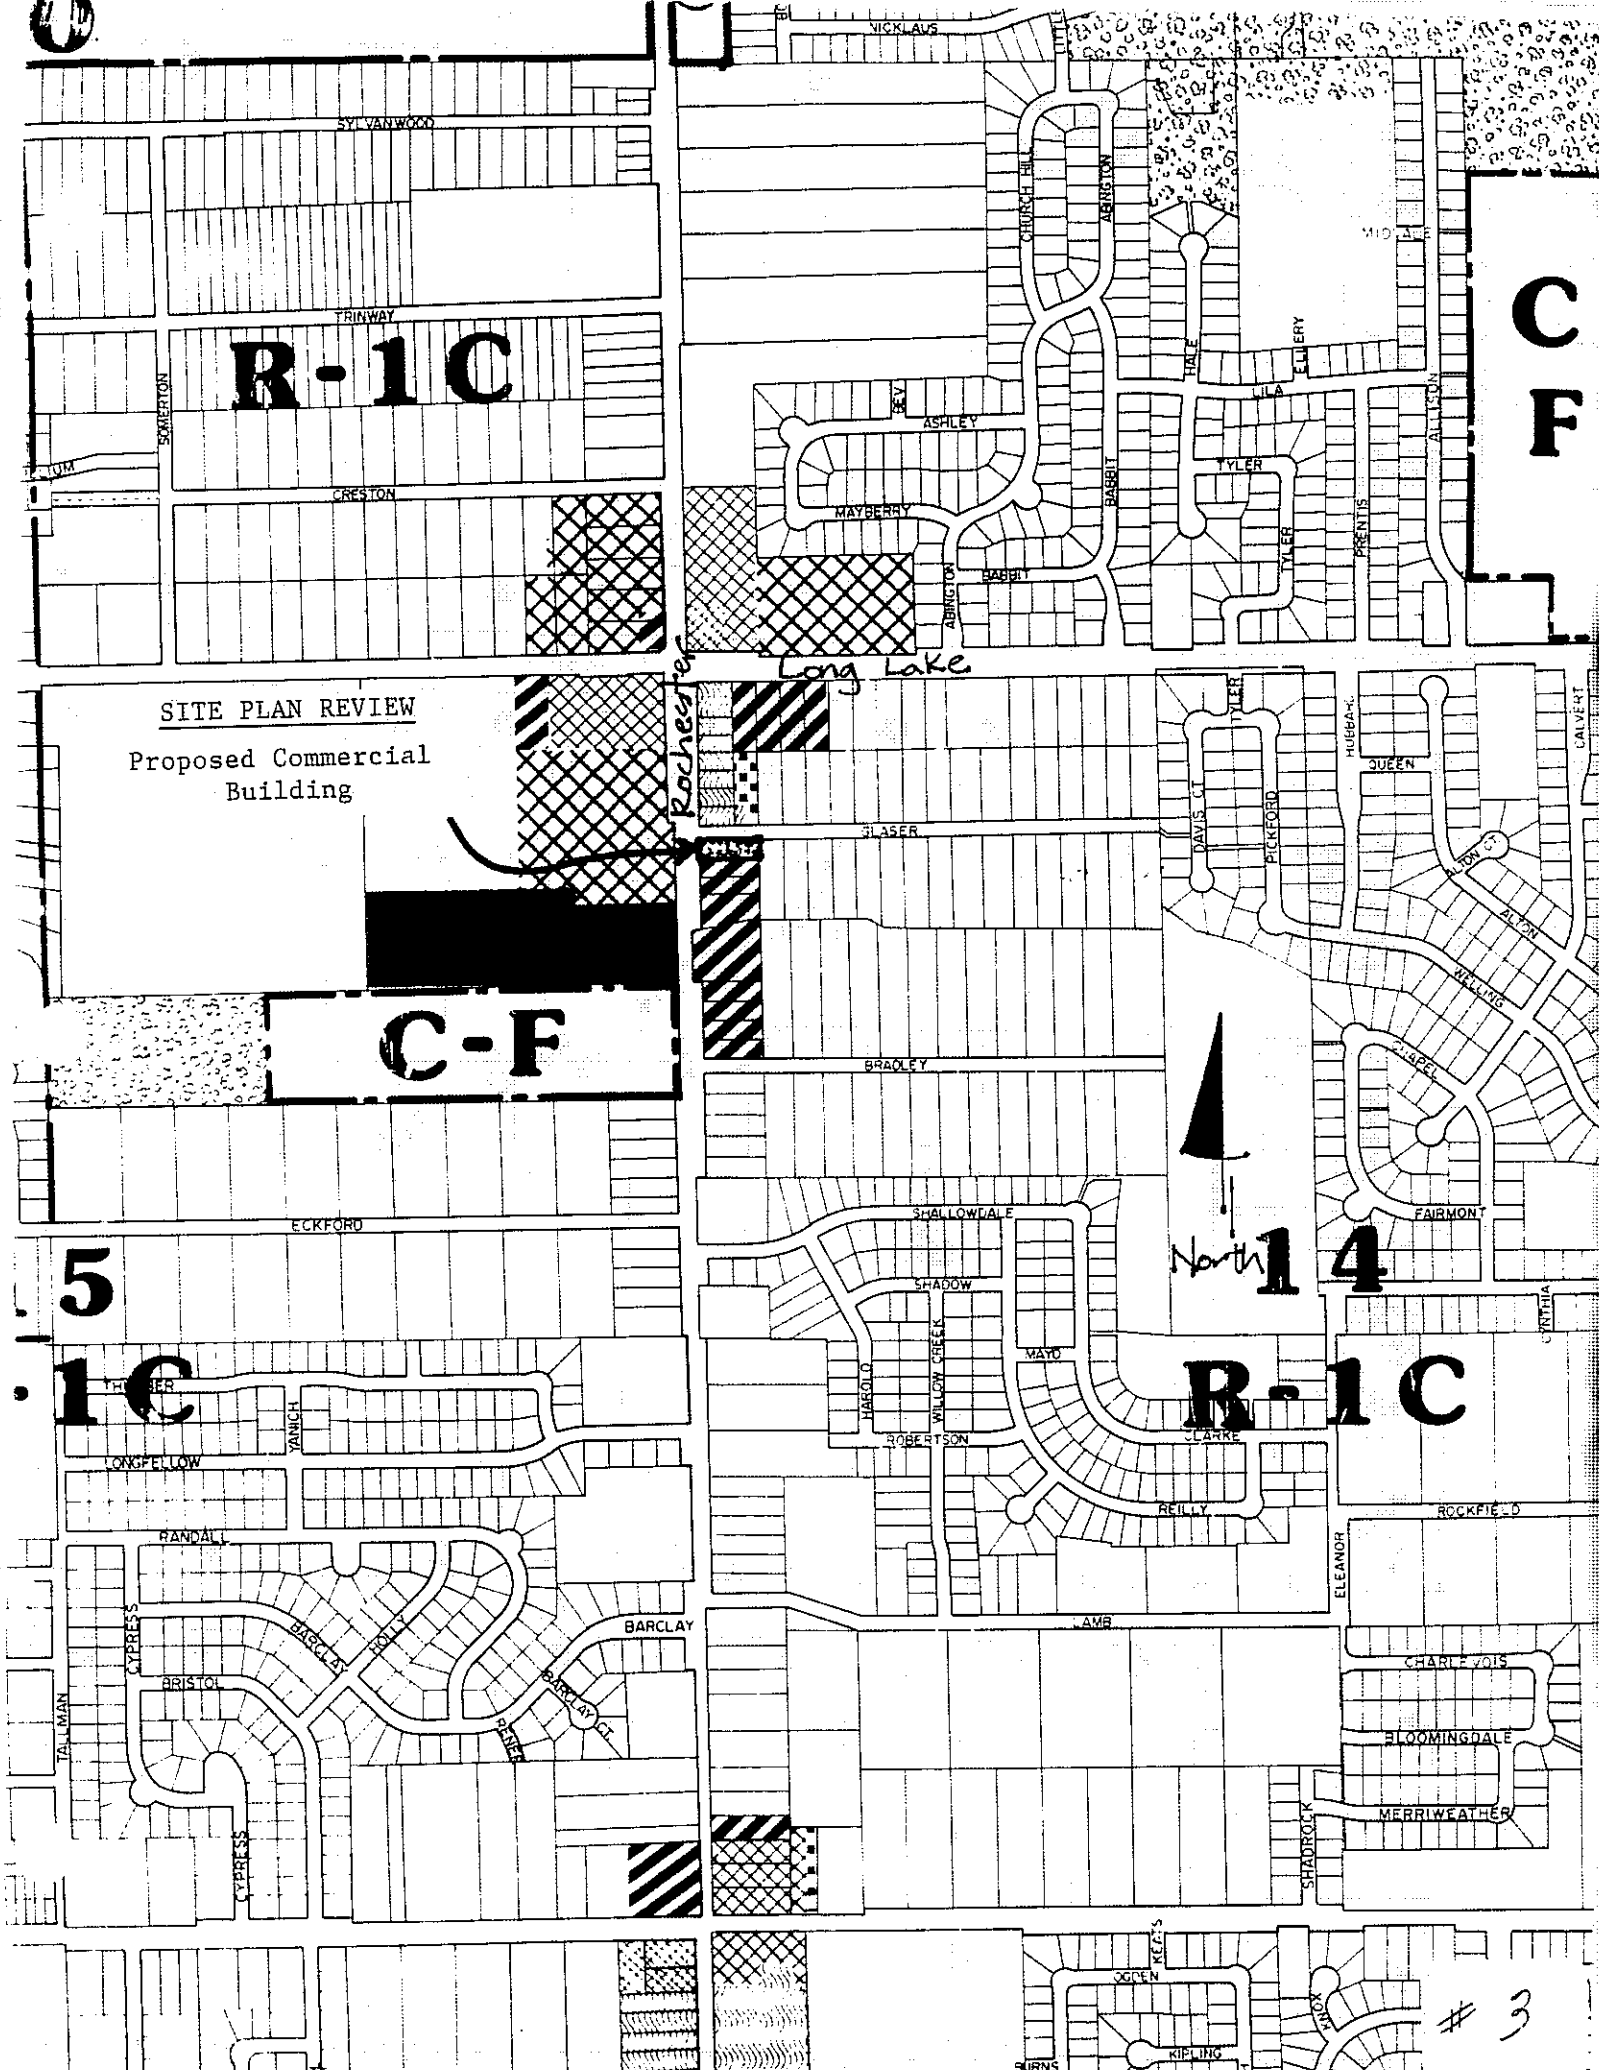 NICKLAUS
SYLVANWOOD
CHURCH HILL
ABINGTON
TRINWAY
R-1C
C
F
SOMERTON
HALE
ELLERY
LILA
ALLISON
ASHLEY
TYLER
CRESTON
MAYBERRY
BABBIT
PRENTIS
TYLER
BABBIT
ABINGTON
Long Lake
Rochester
SITE PLAN REVIEW
Proposed Commercial
Building
TYLER
CALVERT
QUEEN
GLASER
DAVIS CT.
PICKFORD
ALTON CT.
ALTON
WELLING
C-F
BRADLEY
CHAPEL
ECKFORD
SHALLOWDALE
FAIRMONT
North
14
5
SHADOW
CYNTHIA
HAROLD
WILLOW CREEK
MAYO
1C
R-1C
YANICH
LONGFELLOW
ROBERTSON
CLARKE
RANDALL
REILLY
ROCKFIELD
ELEANOR
CYPRESS
BARCLAY
HOLLY
BARCLAY
LAMB
BRISTOL
BARCLAY CT.
CHARLEVOIS
TALLMAN
BLOOMINGDALE
MERRIWEATHER
SHADROCK
CYPRESS
KEATS
OGDEN
KNOX
KIPLING
BURNS
# 3